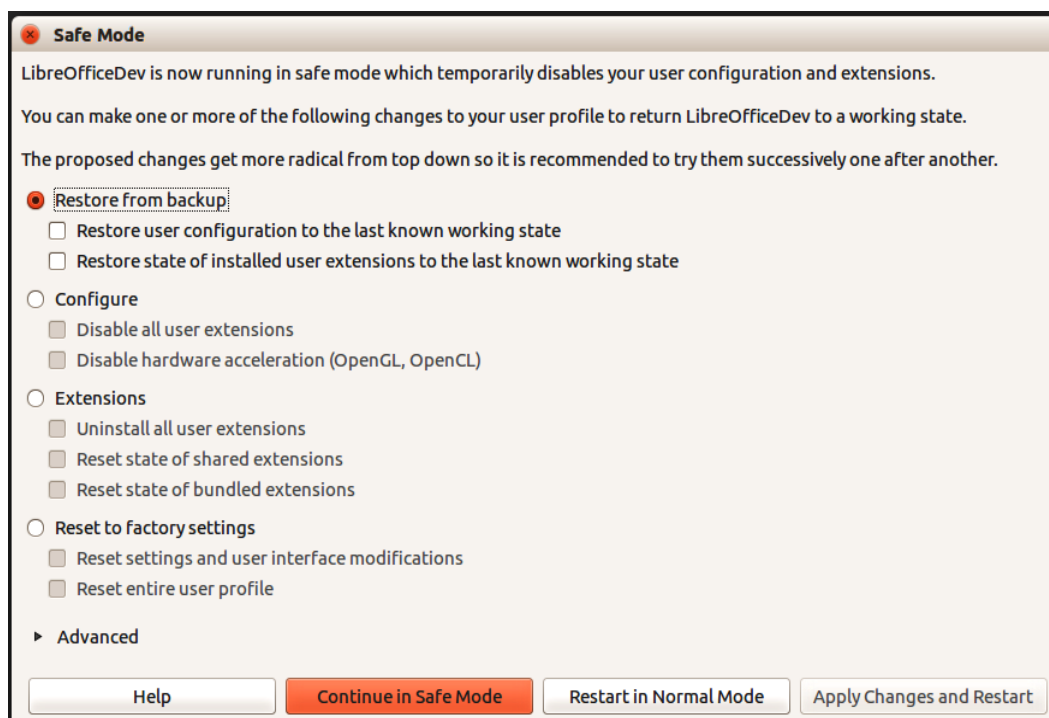 Safe Mode
LibreOfficeDev is now running in safe mode which temporarily disables your user configuration and extensions.
You can make one or more of the following changes to your user profile to return LibreOfficeDev to a working state.
The proposed changes get more radical from top down so it is recommended to try them successively one after another.
Restore from backup
Restore user configuration to the last known working state
Restore state of installed user extensions to the last known working state
Configure
Disable all user extensions
Disable hardware acceleration (OpenGL, OpenCL)
Extensions
Uninstall all user extensions
Reset state of shared extensions
Reset state of bundled extensions
Reset to factory settings
Reset settings and user interface modifications
Reset entire user profile
Advanced
Help Continue in Safe Mode Restart in Normal Mode Apply Changes and Restart